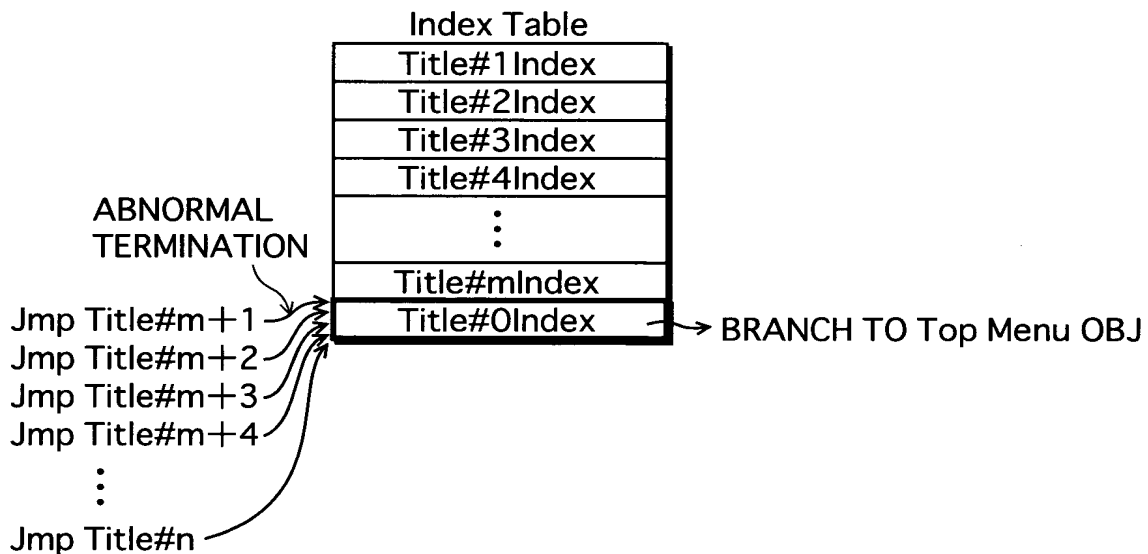 Index Table
Title#1Index
Title#2Index
Title#3Index
Title#4Index
⋮
Title#mIndex
Title#0Index
BRANCH TO Top Menu OBJ
ABNORMAL
TERMINATION
Jmp Title#m+1
Jmp Title#m+2
Jmp Title#m+3
Jmp Title#m+4
⋮
Jmp Title#n